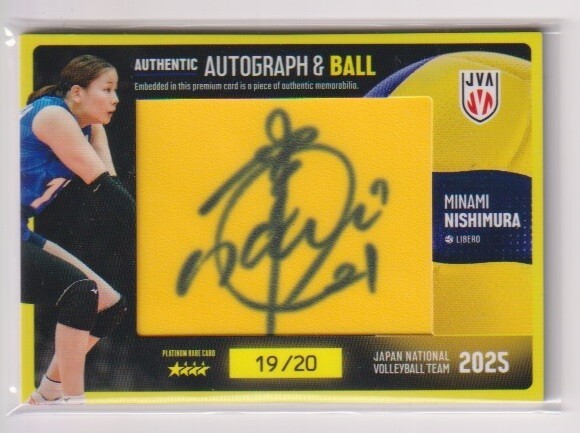 AUTHENTIC AUTOGRAPH & BALL
Embedded in this premium card is a piece of authentic memorabilia.
JVA
MINAMI
NISHIMURA
LIBERO
21
PLATINUM RARE CARD
19/20
JAPAN NATIONAL
VOLLEYBALL TEAM 2025